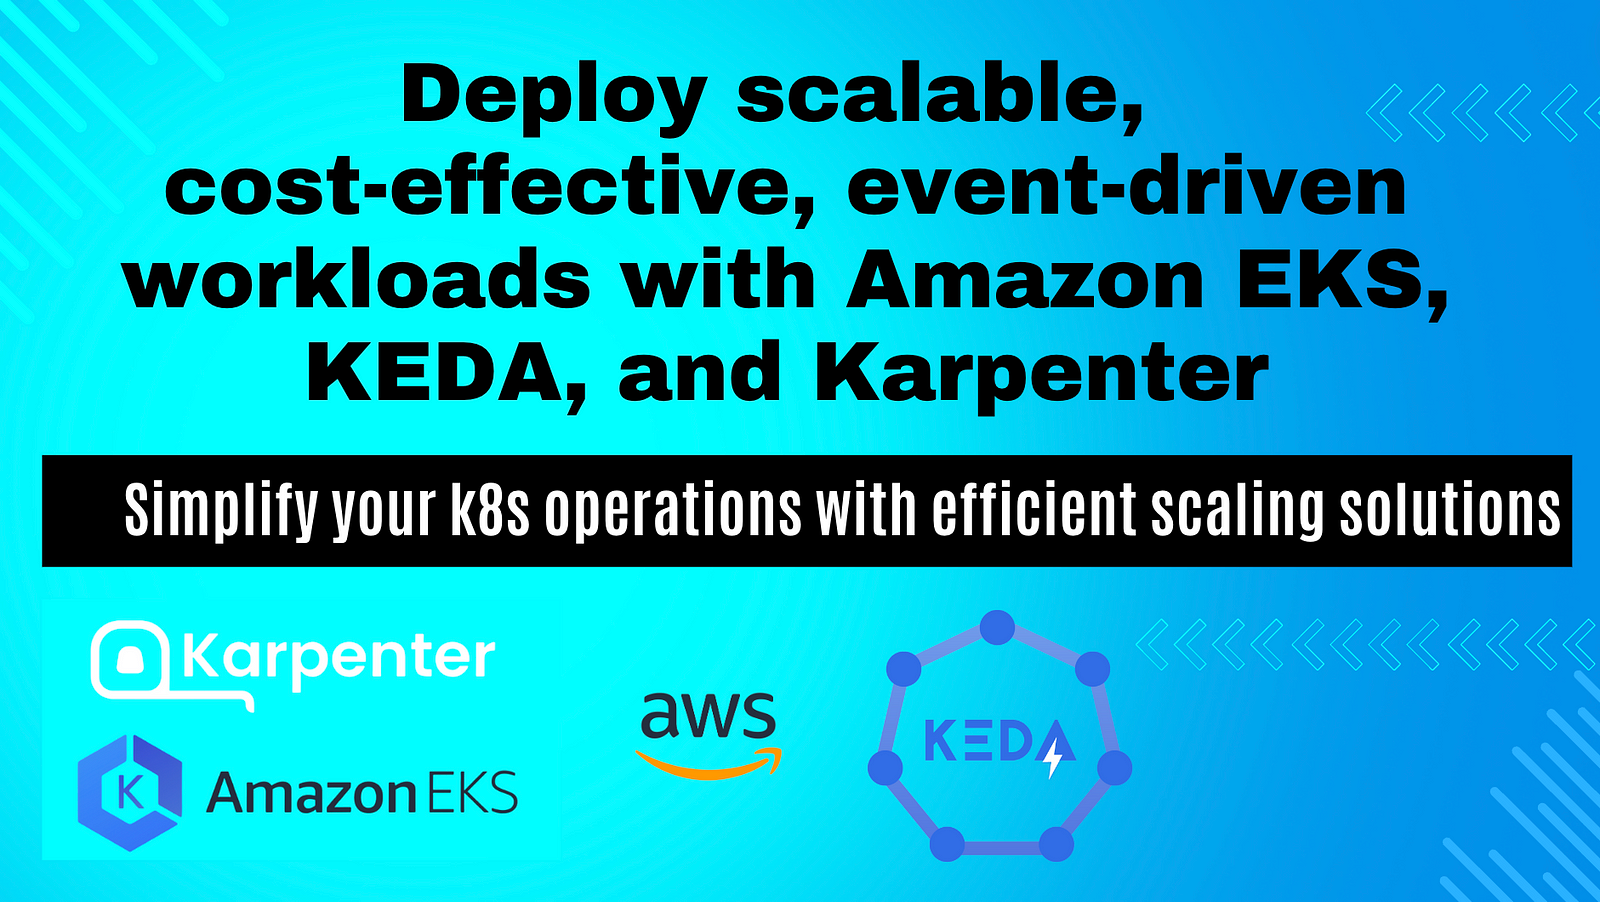 Deploy scalable,
cost-effective, event-driven
workloads with Amazon EKS,
KEDA, and Karpenter
Simplify your k8s operations with efficient scaling solutions
Karpenter
K Amazon EKS
aws
KEDA